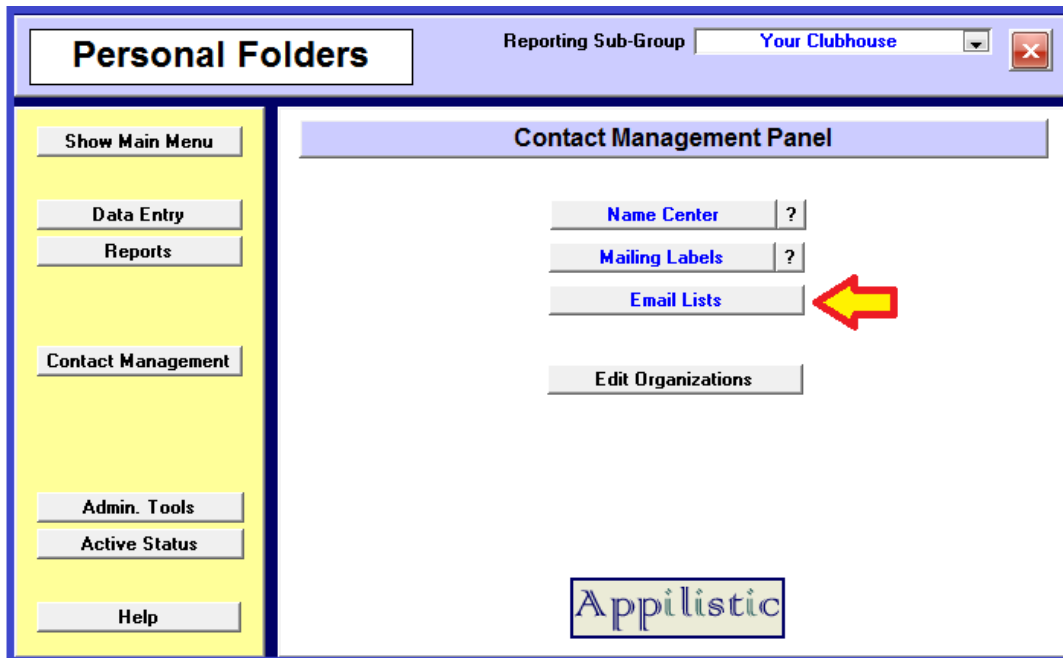 Personal Folders
Reporting Sub-Group Your Clubhouse
Show Main Menu
Data Entry
Reports
Contact Management
Admin. Tools
Active Status
Help
Contact Management Panel
Name Center ?
Mailing Labels ?
Email Lists
Edit Organizations
Appilistic